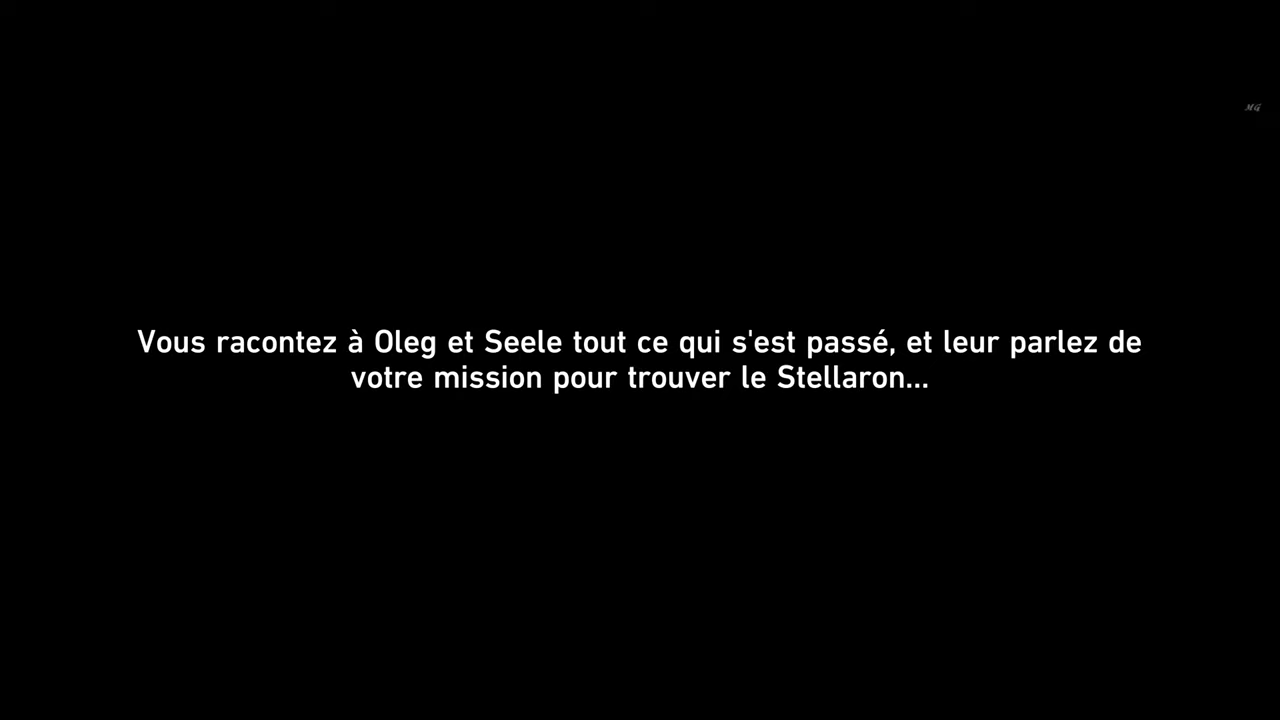 MG
Vous racontez à Oleg et Seele tout ce qui s'est passé, et leur parlez de
votre mission pour trouver le Stellaron...